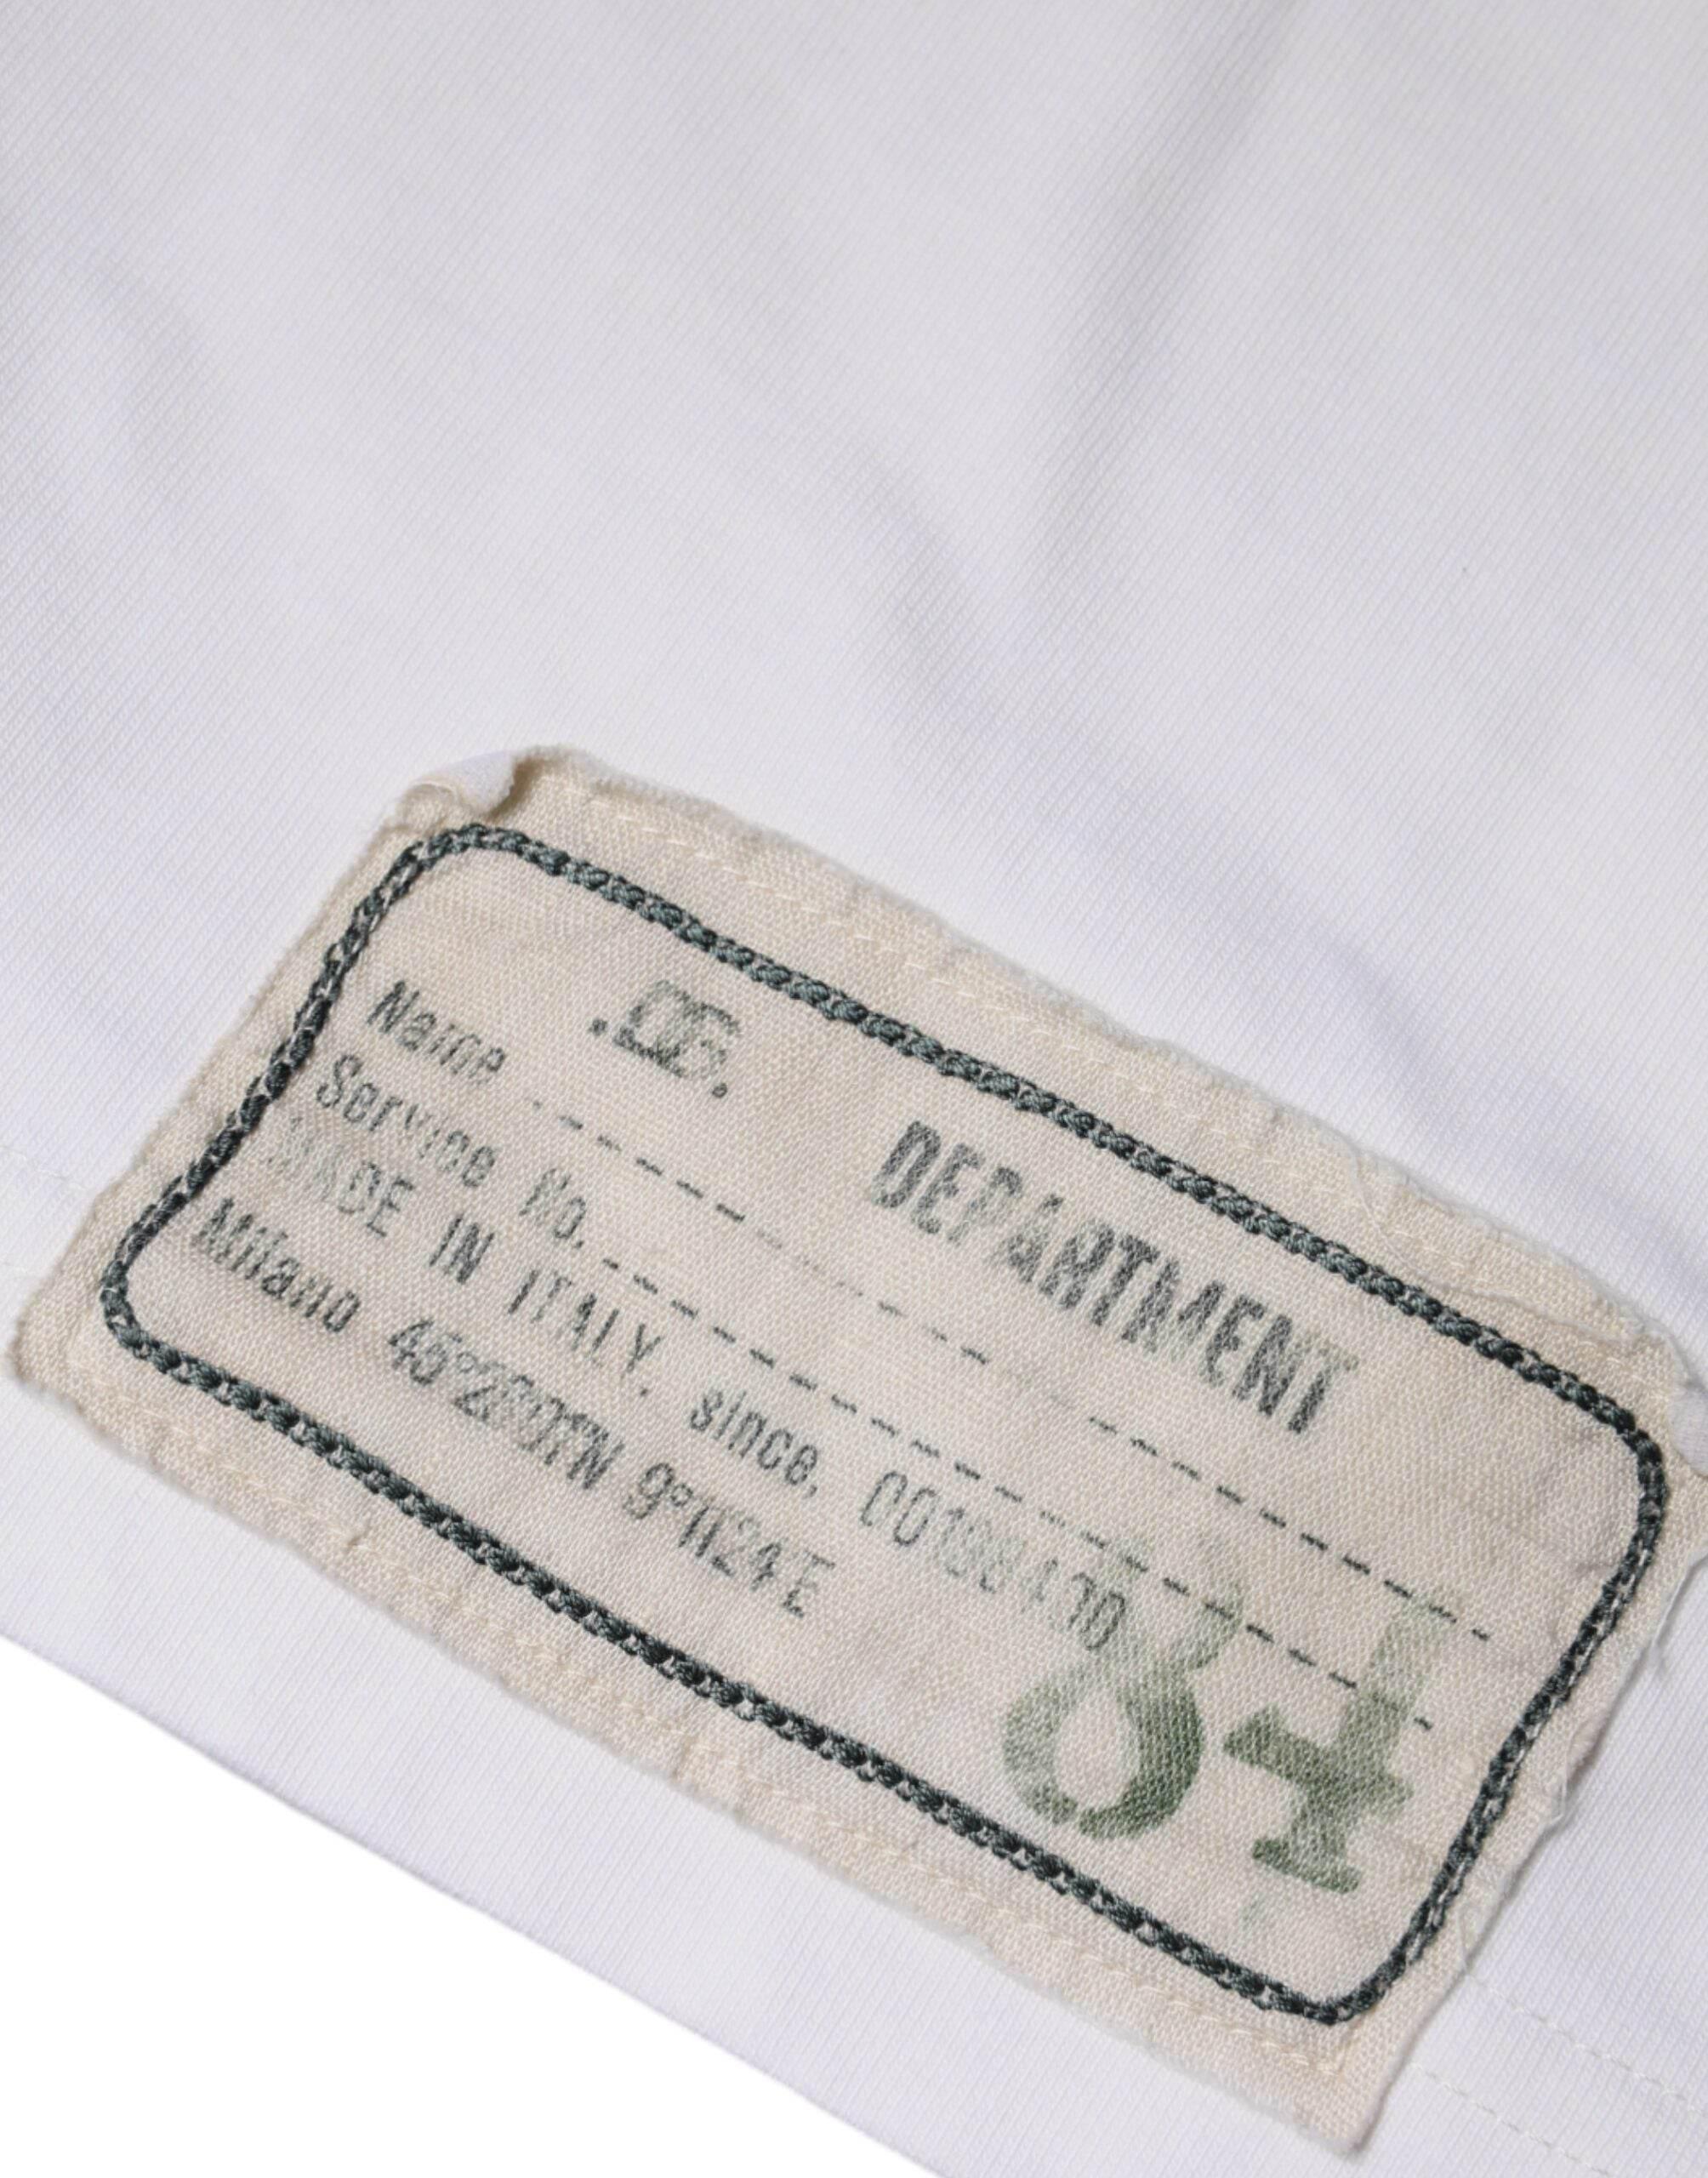 Name .DG.
DEPARTMENT
Service No.
MADE IN ITALY. since,
Milano
84